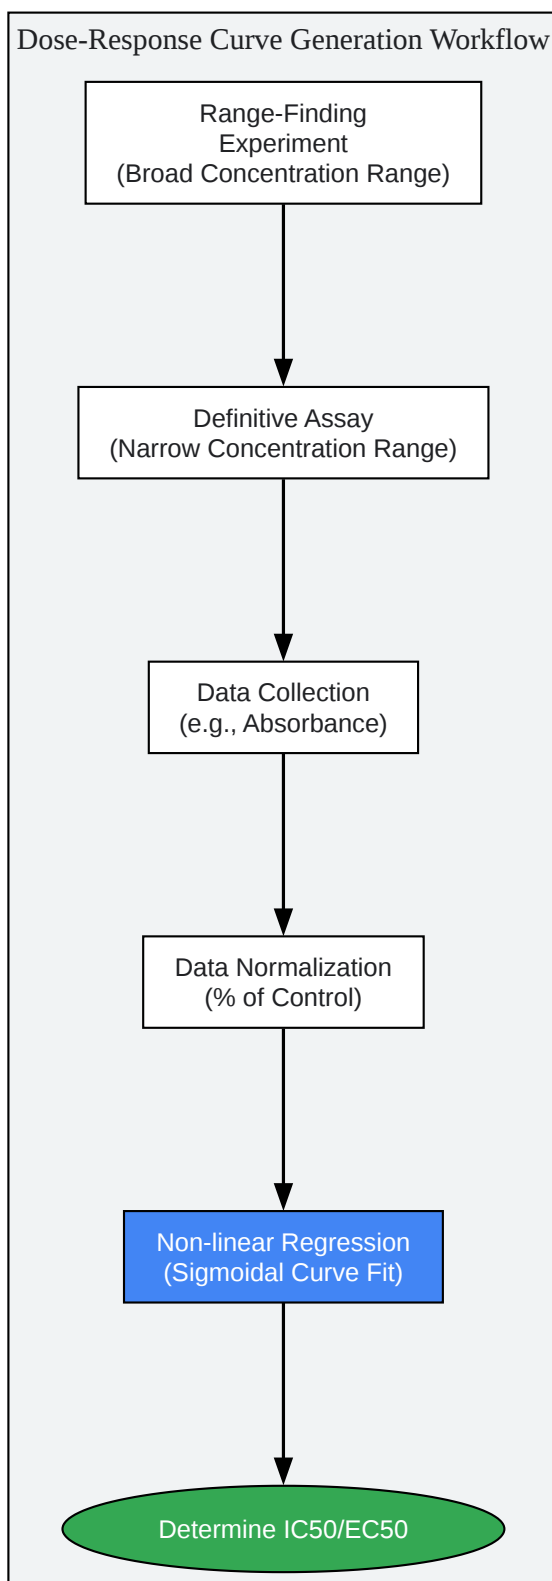 Dose-Response Curve Generation Workflow
Range-Finding
Experiment
(Broad Concentration Range)
Definitive Assay
(Narrow Concentration Range)
Data Collection
(e.g., Absorbance)
Data Normalization
(% of Control)
Non-linear Regression
(Sigmoidal Curve Fit)
Determine IC50/EC50